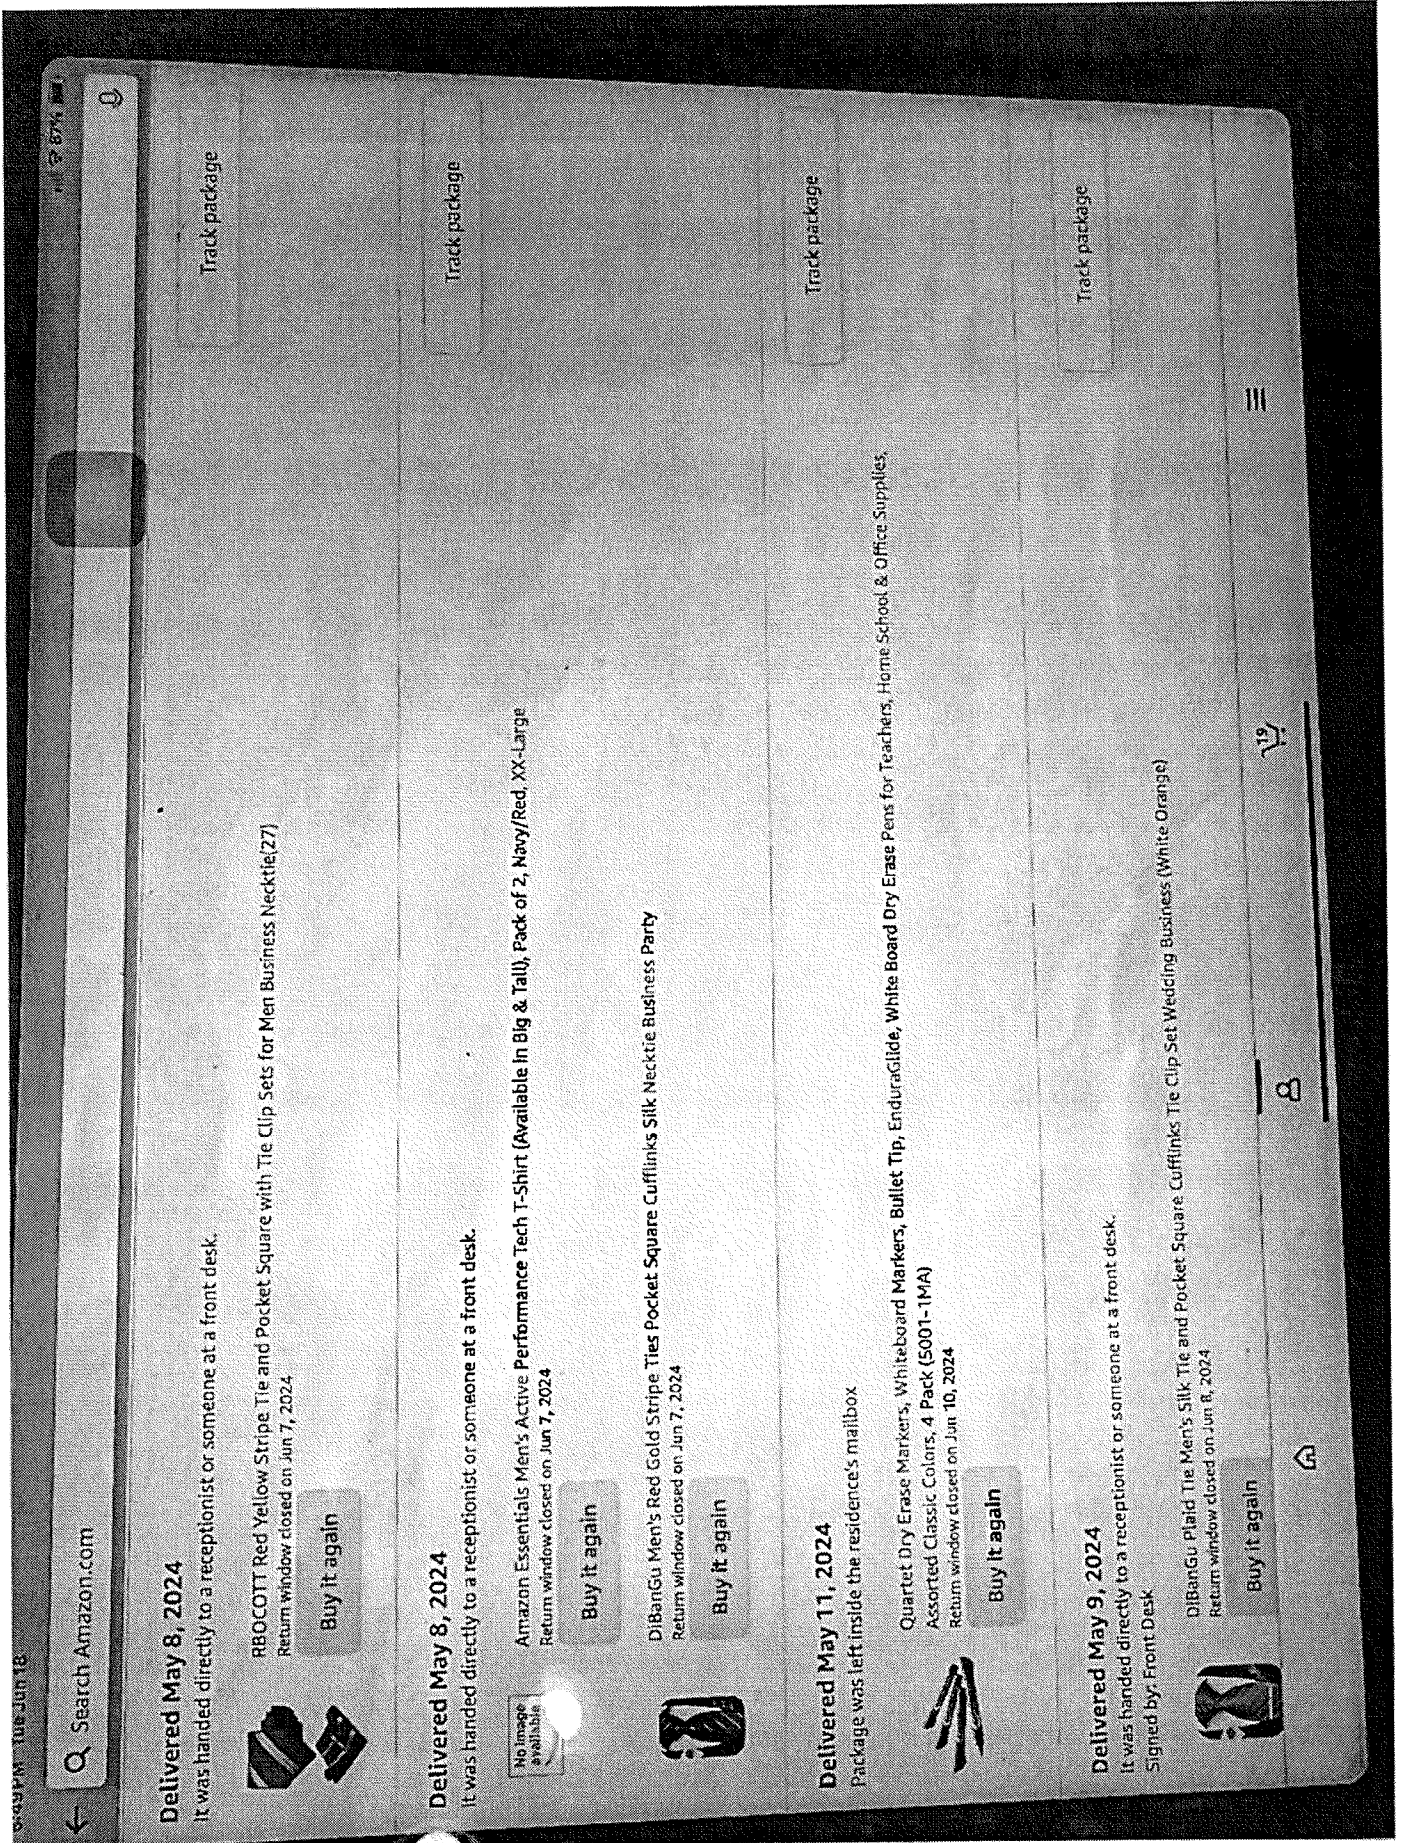 PM Tue Jun 18
87%
Search Amazon.com
Delivered May 8, 2024
It was handed directly to a receptionist or someone at a front desk.
Track package
RBOCOTT Red Yellow Stripe Tie and Pocket Square with Tie Clip Sets for Men Business Necktie(27)
Return window closed on Jun 7, 2024
Buy it again
Delivered May 8, 2024
It was handed directly to a receptionist or someone at a front desk.
Track package
No image
available
Amazon Essentials Men's Active Performance Tech T-Shirt (Available in Big & Tall), Pack of 2, Navy/Red, XX-Large
Return window closed on Jun 7, 2024
Buy it again
DiBanGu Men's Red Gold Stripe Ties Pocket Square Cufflinks Silk Necktie Business Party
Return window closed on Jun 7, 2024
Buy it again
Delivered May 11, 2024
Package was left inside the residence's mailbox
Track package
Quartet Dry Erase Markers, Whiteboard Markers, Bullet Tip, EnduraGlide, White Board Dry Erase Pens for Teachers, Home School & Office Supplies,
Assorted Classic Colors, 4 Pack (5001-1MA)
Return window closed on Jun 10, 2024
Buy it again
Delivered May 9, 2024
It was handed directly to a receptionist or someone at a front desk.
Signed by: Front Desk
Track package
DiBanGu Plaid Tie Men's Silk Tie and Pocket Square Cufflinks Tie Clip Set Wedding Business (White Orange)
Return window closed on Jun 8, 2024
Buy it again
19